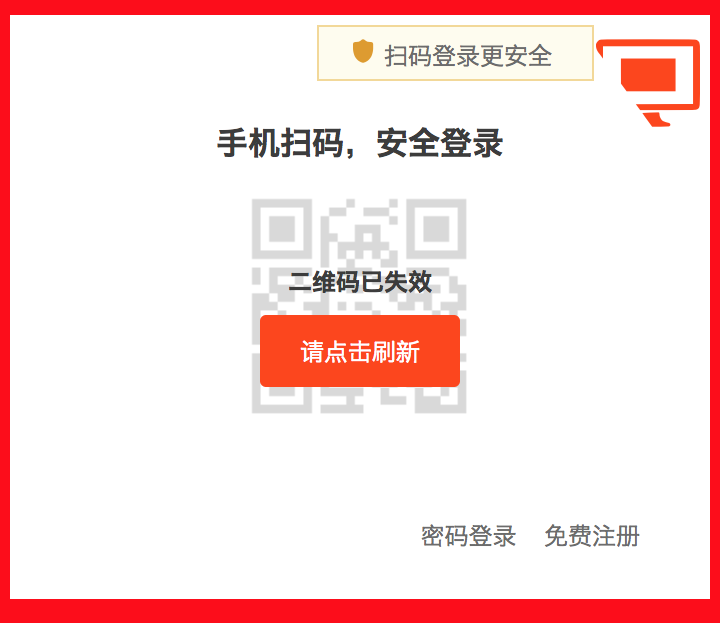 扫码登录更安全
手机扫码，安全登录
二维码已失效
请点击刷新
密码登录 免费注册